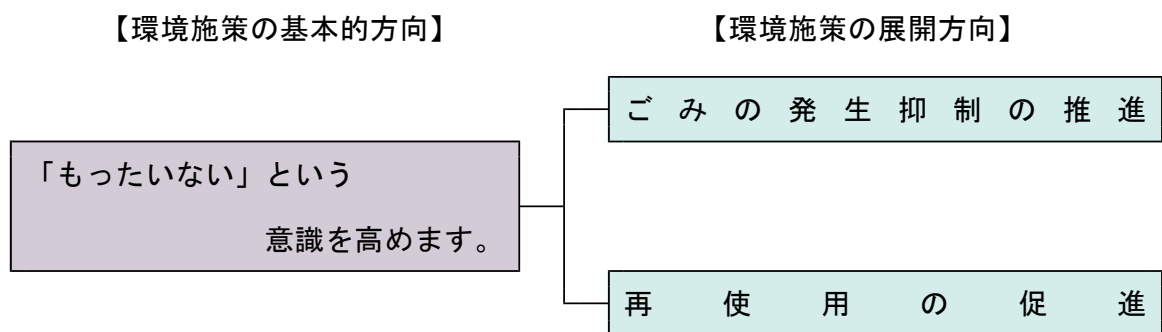 【環境施策の基本的方向】
【環境施策の展開方向】
ごみの発生抑制の推進
「もったいない」という
意識を高めます。
再使用の促進